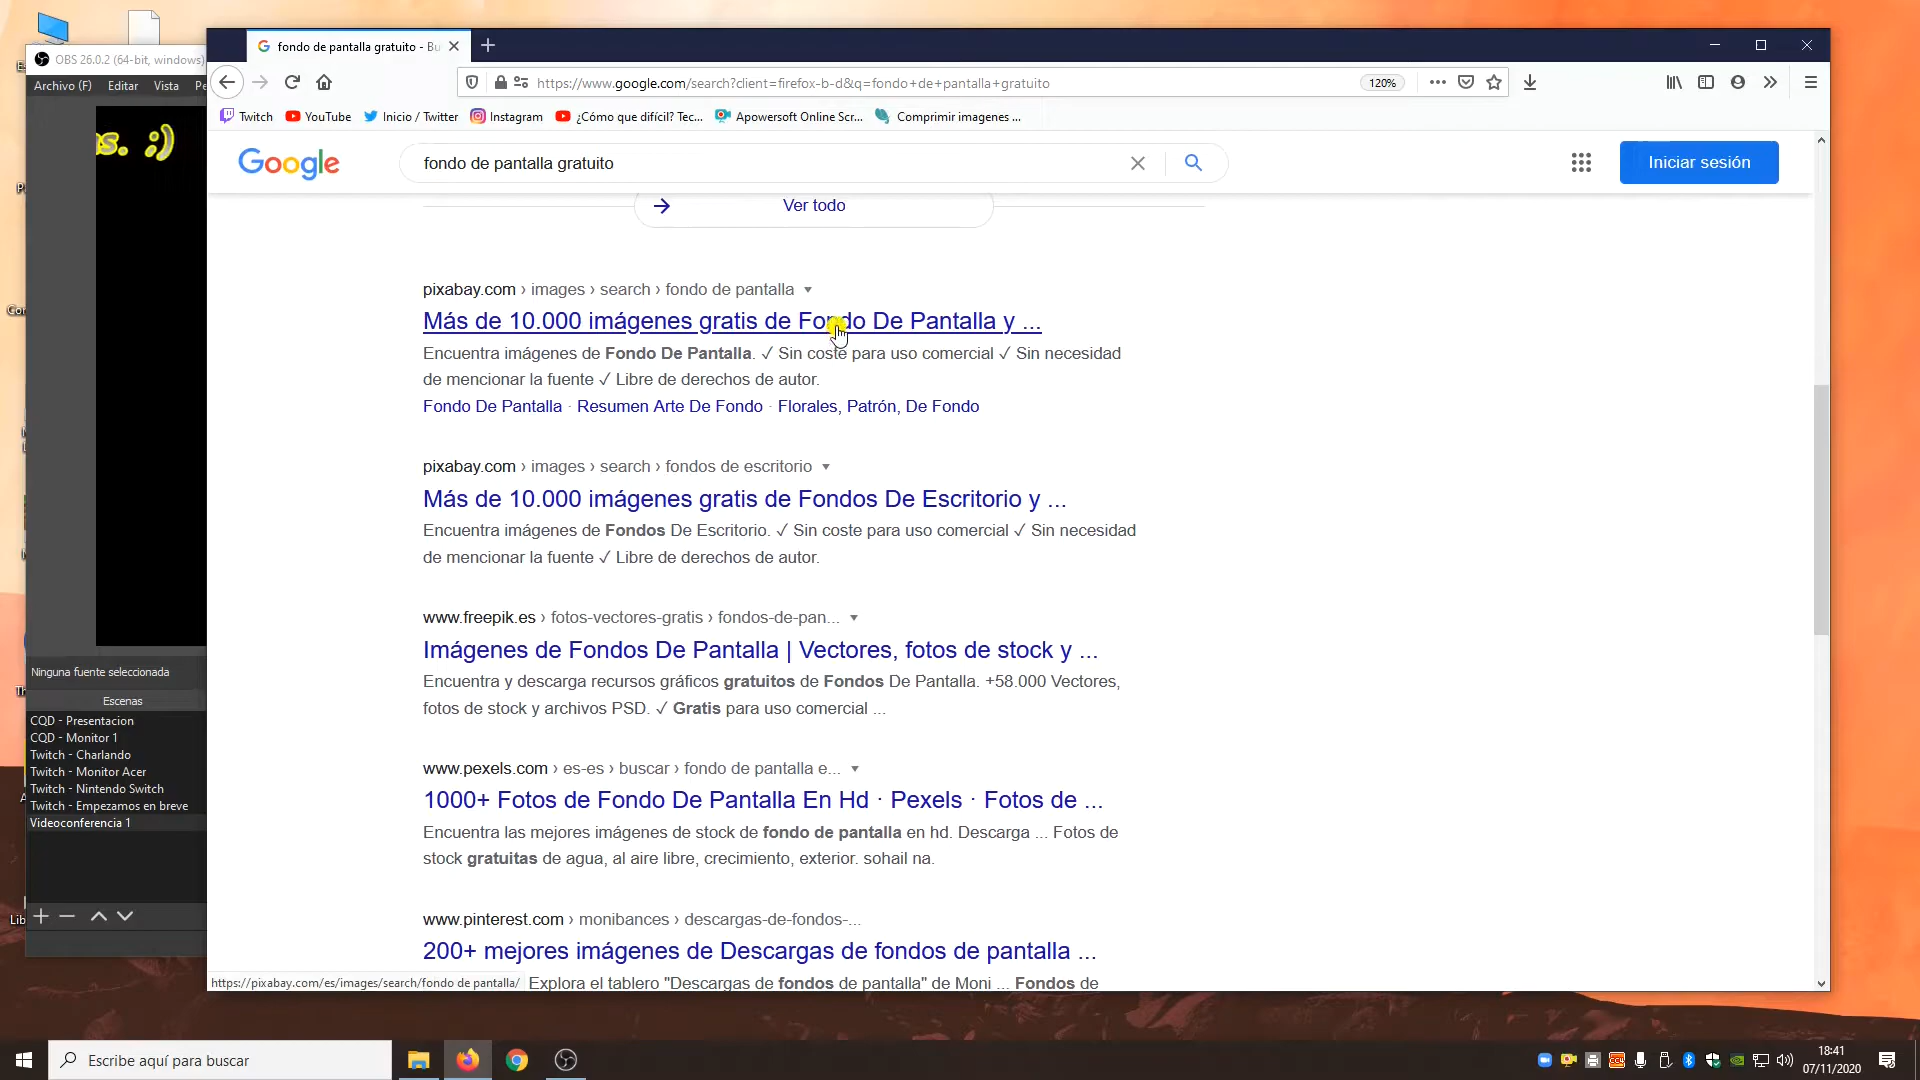 fondo de pantalla gratuito - Bu
OBS 26.0.2 (64-bit, windows)
Archivo (F) Editar Vista
https://www.google.com/search?client=firefox-b-d&q=fondo+de+pantalla+gratuito
120%
Twitch YouTube Inicio / Twitter Instagram ¿Cómo que difícil? Tec... Apowersoft Online Scr... Comprimir imagenes ...
s. :)
Google
fondo de pantalla gratuito
Iniciar sesión
Ver todo
pixabay.com › images › search › fondo de pantalla
Más de 10.000 imágenes gratis de Fondo De Pantalla y ...
Encuentra imágenes de Fondo De Pantalla. ✓ Sin coste para uso comercial ✓ Sin necesidad
de mencionar la fuente ✓ Libre de derechos de autor.
Fondo De Pantalla · Resumen Arte De Fondo · Florales, Patrón, De Fondo
pixabay.com › images › search › fondos de escritorio
Más de 10.000 imágenes gratis de Fondos De Escritorio y ...
Encuentra imágenes de Fondos De Escritorio. ✓ Sin coste para uso comercial ✓ Sin necesidad
de mencionar la fuente ✓ Libre de derechos de autor.
www.freepik.es › fotos-vectores-gratis › fondos-de-pan...
Imágenes de Fondos De Pantalla | Vectores, fotos de stock y ...
Encuentra y descarga recursos gráficos gratuitos de Fondos De Pantalla. +58.000 Vectores,
fotos de stock y archivos PSD. ✓ Gratis para uso comercial ...
www.pexels.com › es-es › buscar › fondo de pantalla e...
1000+ Fotos de Fondo De Pantalla En Hd · Pexels · Fotos de ...
Encuentra las mejores imágenes de stock de fondo de pantalla en hd. Descarga ... Fotos de
stock gratuitas de agua, al aire libre, crecimiento, exterior. sohail na.
www.pinterest.com › monibances › descargas-de-fondos-...
200+ mejores imágenes de Descargas de fondos de pantalla ...
Explora el tablero "Descargas de fondos de pantalla" de Moni ... Fondos de
https://pixabay.com/es/images/search/fondo de pantalla/
Ninguna fuente seleccionada
Escenas
CQD - Presentacion
CQD - Monitor 1
Twitch - Charlando
Twitch - Monitor Acer
Twitch - Nintendo Switch
Twitch - Empezamos en breve
Videoconferencia 1
Lib
Escribe aquí para buscar
18:41
07/11/2020